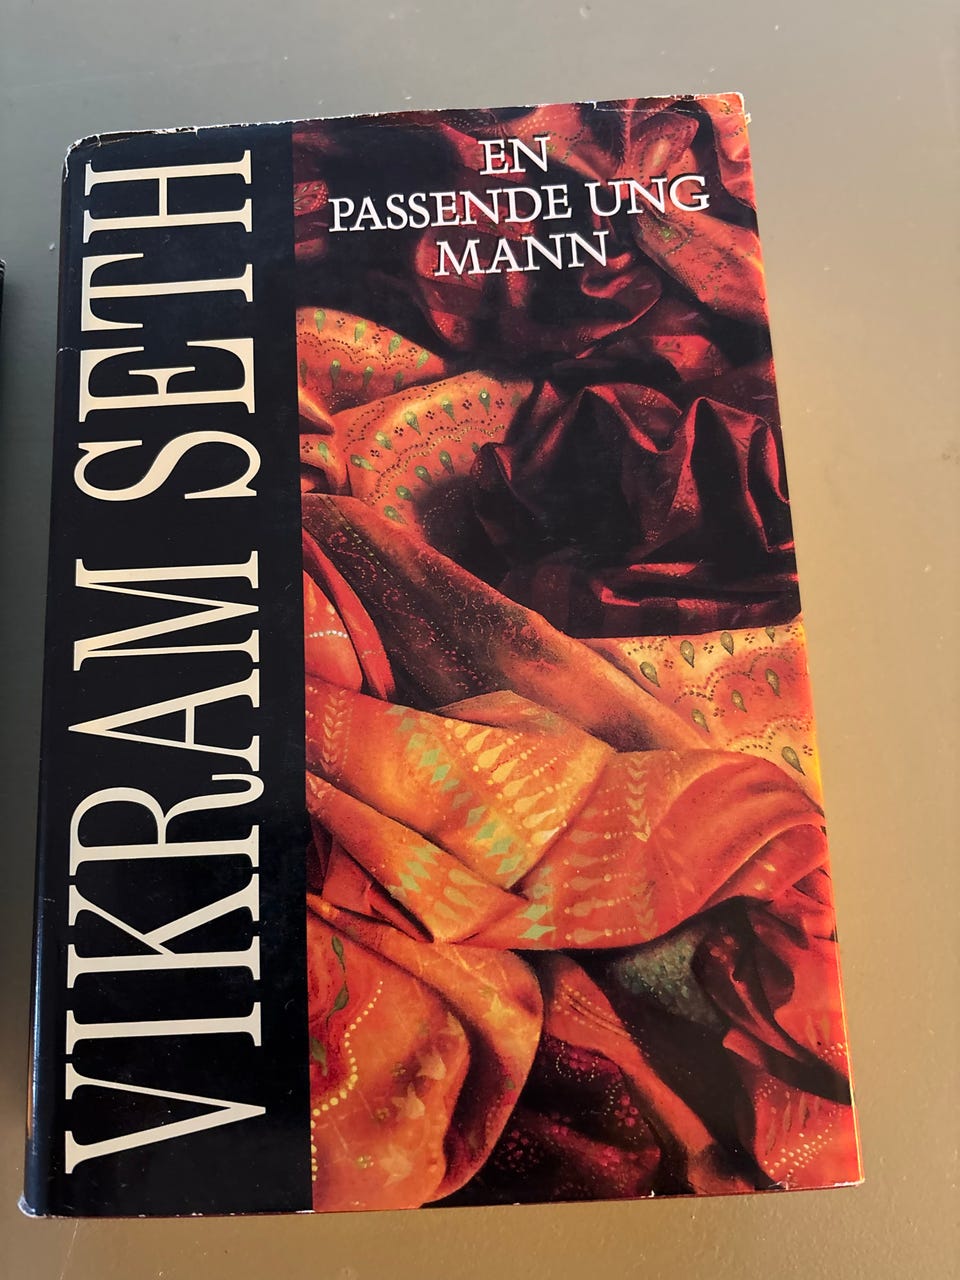 VIKRAM SETH
EN
PASSENDE UNG
MANN